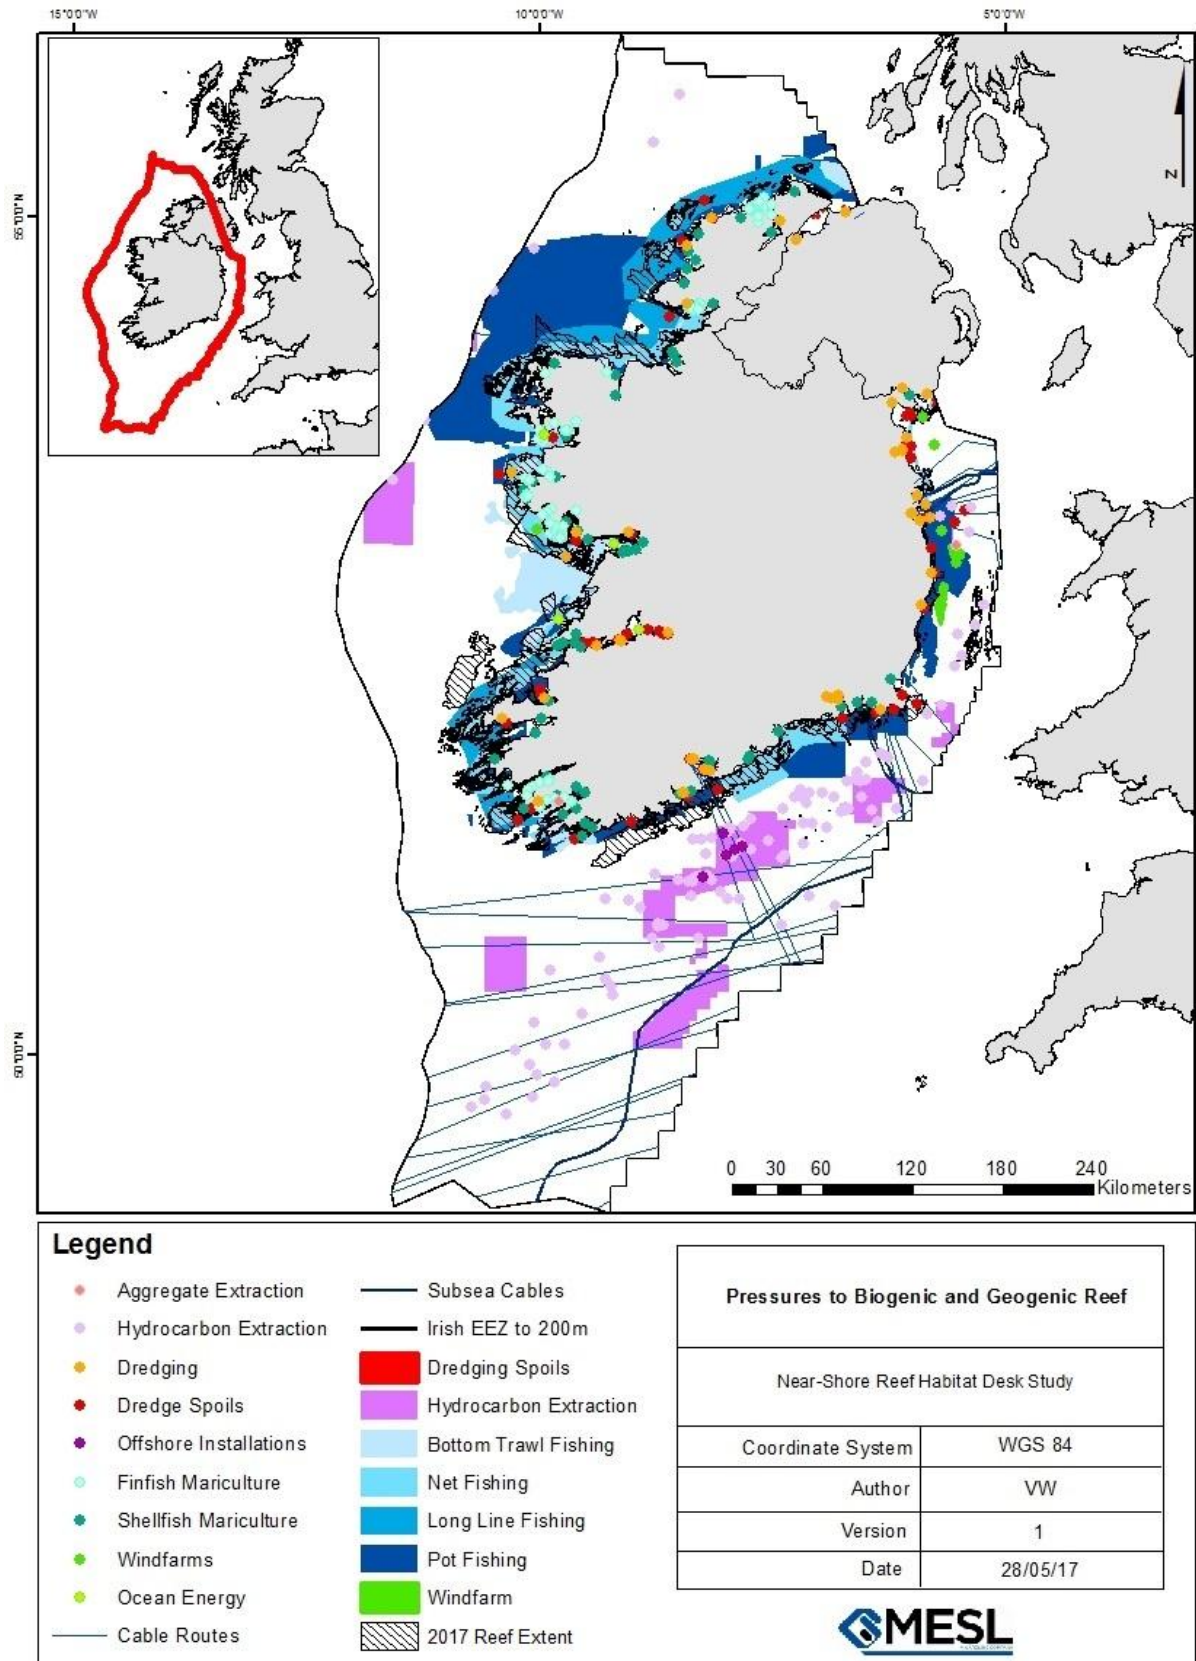 15°0'0"W
10°0'0"W
5°0'0"W
55°0'0"N
50°0'0"N
N
0 30 60 120 180 240
Kilometers
Legend
Aggregate Extraction
Hydrocarbon Extraction
Dredging
Dredge Spoils
Offshore Installations
Finfish Mariculture
Shellfish Mariculture
Windfarms
Ocean Energy
Cable Routes
Subsea Cables
Irish EEZ to 200m
Dredging Spoils
Hydrocarbon Extraction
Bottom Trawl Fishing
Net Fishing
Long Line Fishing
Pot Fishing
Windfarm
2017 Reef Extent
Pressures to Biogenic and Geogenic Reef
Near-Shore Reef Habitat Desk Study
Coordinate System WGS 84
Author VW
Version 1
Date 28/05/17
MESL